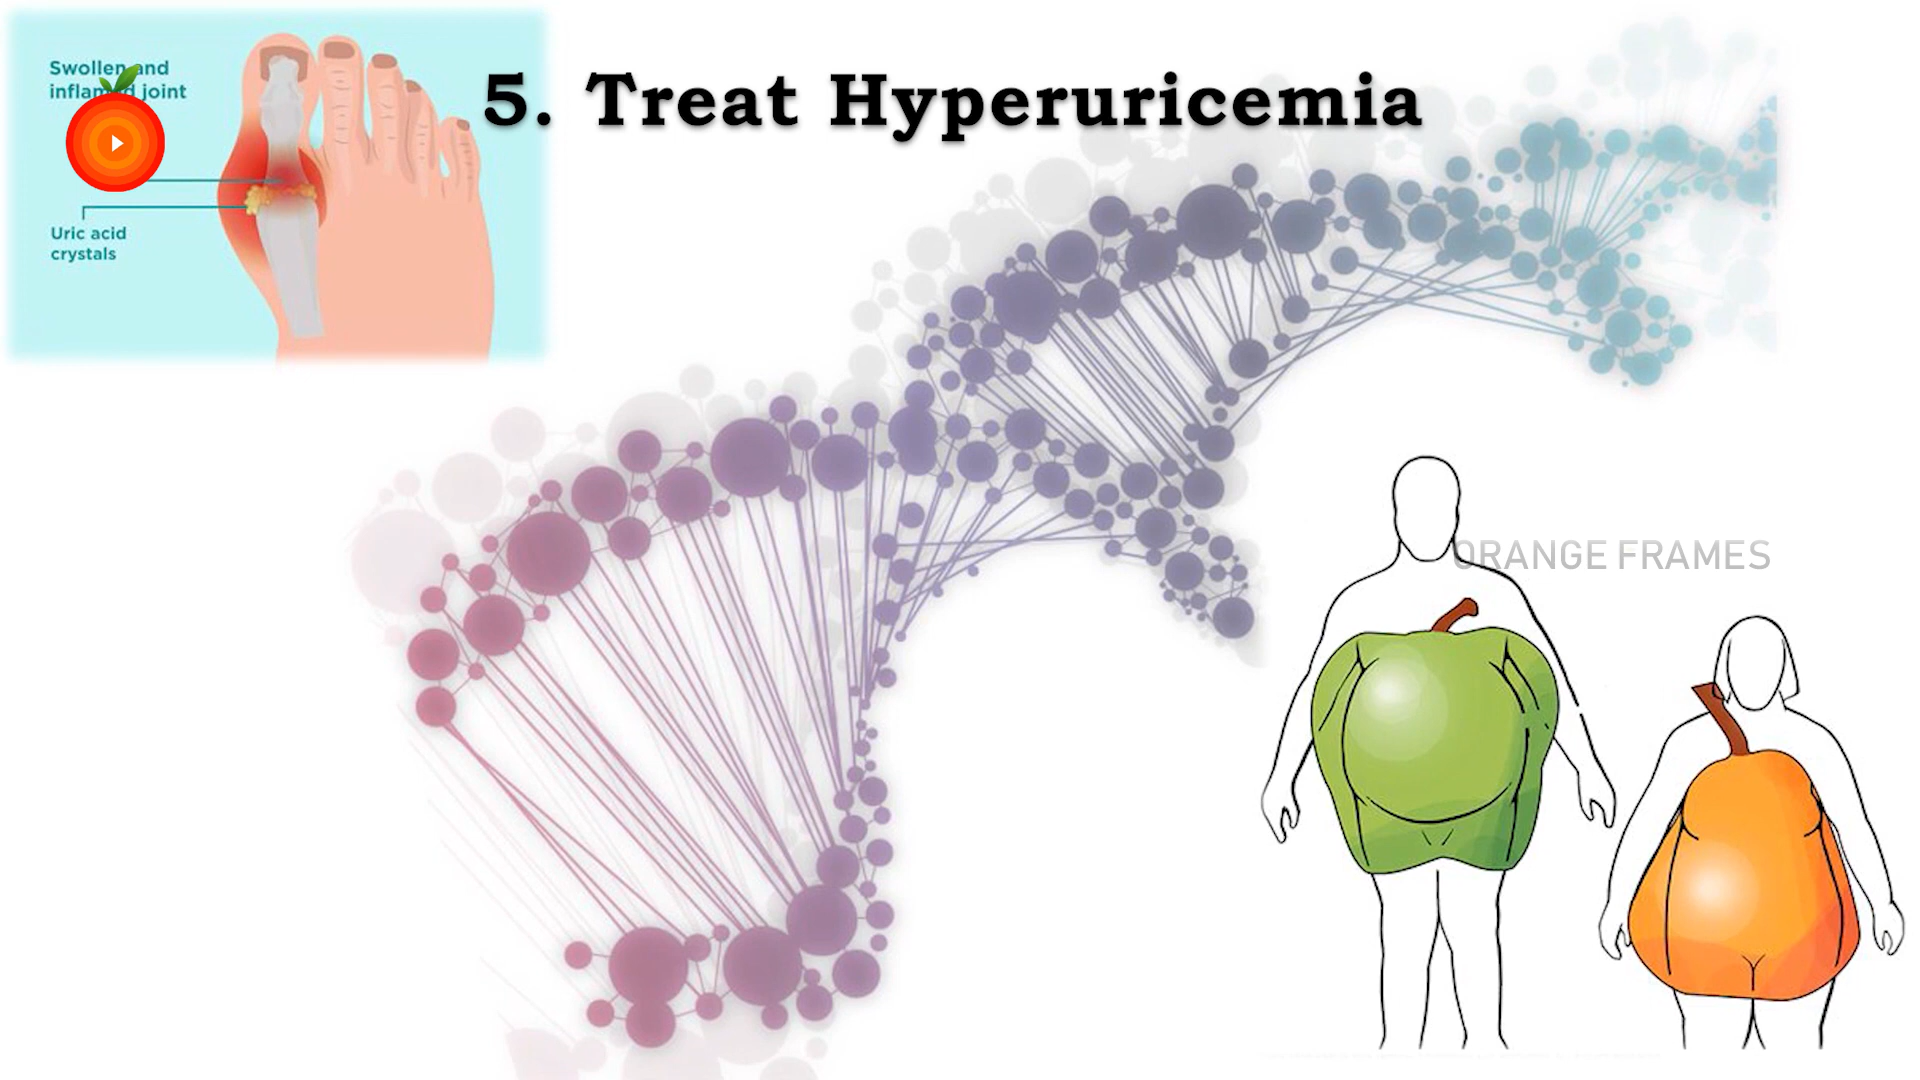 Swollen and
inflamed joint
5. Treat Hyperuricemia
Uric acid
crystals
ORANGE FRAMES